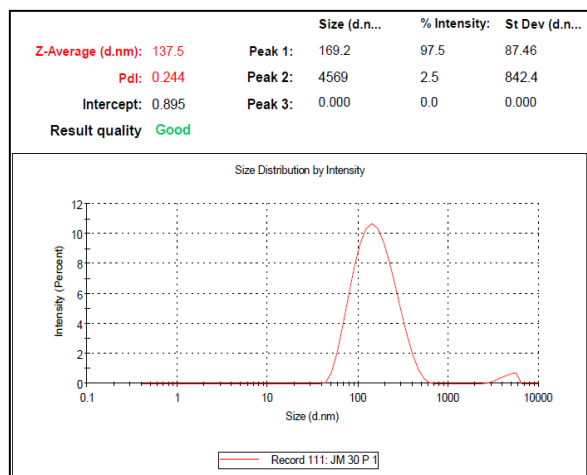 Size (d.n... % Intensity: St Dev (d.n...
Z-Average (d.nm): 137.5 Peak 1: 169.2 97.5 87.46
PdI: 0.244 Peak 2: 4569 2.5 842.4
Intercept: 0.895 Peak 3: 0.000 0.0 0.000
Result quality Good
Size Distribution by Intensity
Intensity (Percent)
12
10
8
6
4
2
0
0.1 1 10 100 1000 10000
Size (d.nm)
Record 111: JM 30 P 1